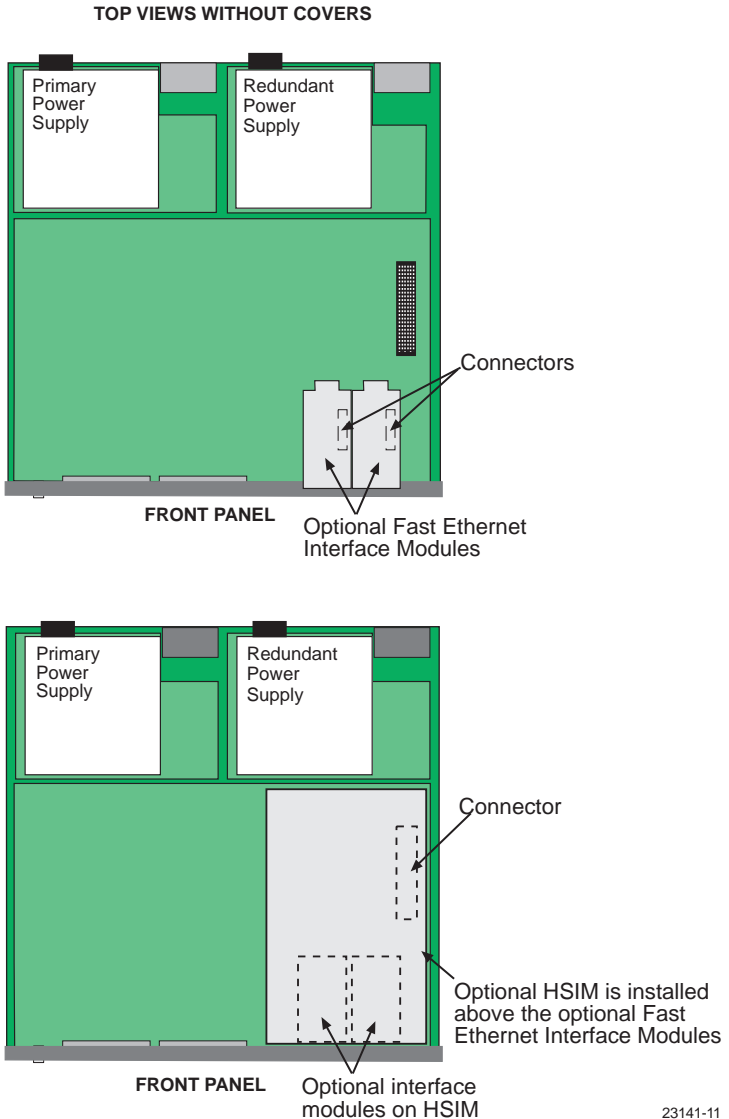 TOP VIEWS WITHOUT COVERS
Primary
Power
Supply
Redundant
Power
Supply
Connectors
FRONT PANEL
Optional Fast Ethernet
Interface Modules
Primary
Power
Supply
Redundant
Power
Supply
Connector
Optional HSIM is installed
above the optional Fast
Ethernet Interface Modules
FRONT PANEL
Optional interface
modules on HSIM
23141-11